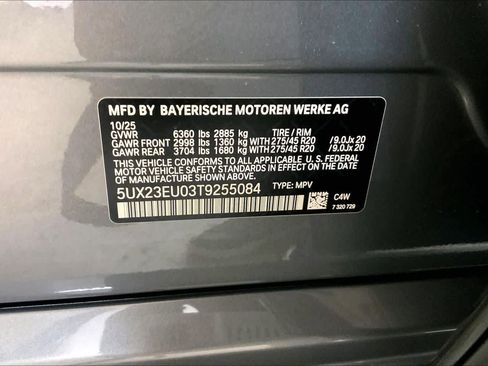 MFD BY BAYERISCHE MOTOREN WERKE AG
10/25
GVWR 6360 lbs 2885 kg TIRE / RIM
GAWR FRONT 2998 lbs 1360 kg 275/45 R20 /9.0Jx 20
GAWR REAR 3704 lbs 1680 kg 275/45 R20 /9.0Jx 20
THIS VEHICLE CONFORMS TO ALL APPLICABLE U. S. FEDERAL
MOTOR VEHICLE SAFETY STANDARDS IN EFFECT ON THE
DATE OF MANUFACTURE SHOWN ABOVE.
5UX23EU03T9255084 TYPE: MPV
C4W
7 320 729